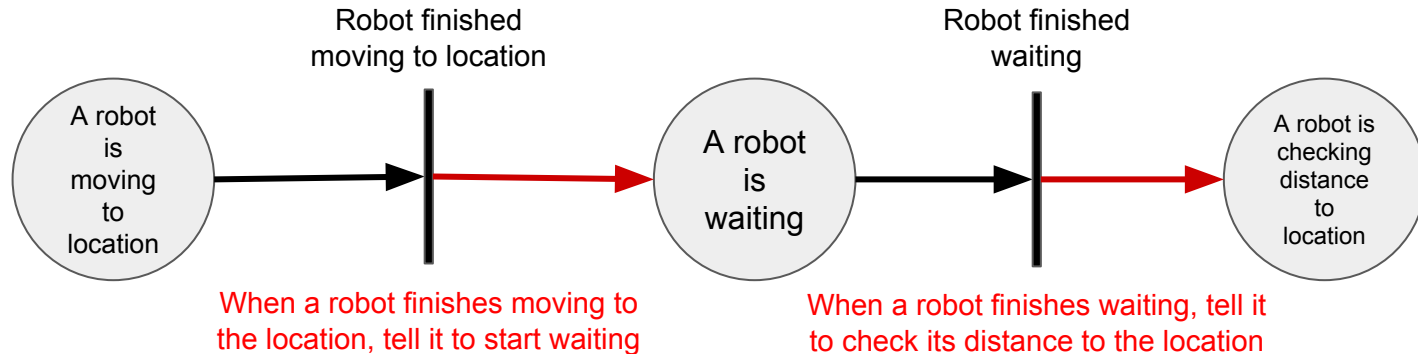 Robot finished
moving to location
Robot finished
waiting
A robot
is
moving
to
location
A robot
is
waiting
A robot is
checking
distance
to
location
When a robot finishes moving to
the location, tell it to start waiting
When a robot finishes waiting, tell it
to check its distance to the location